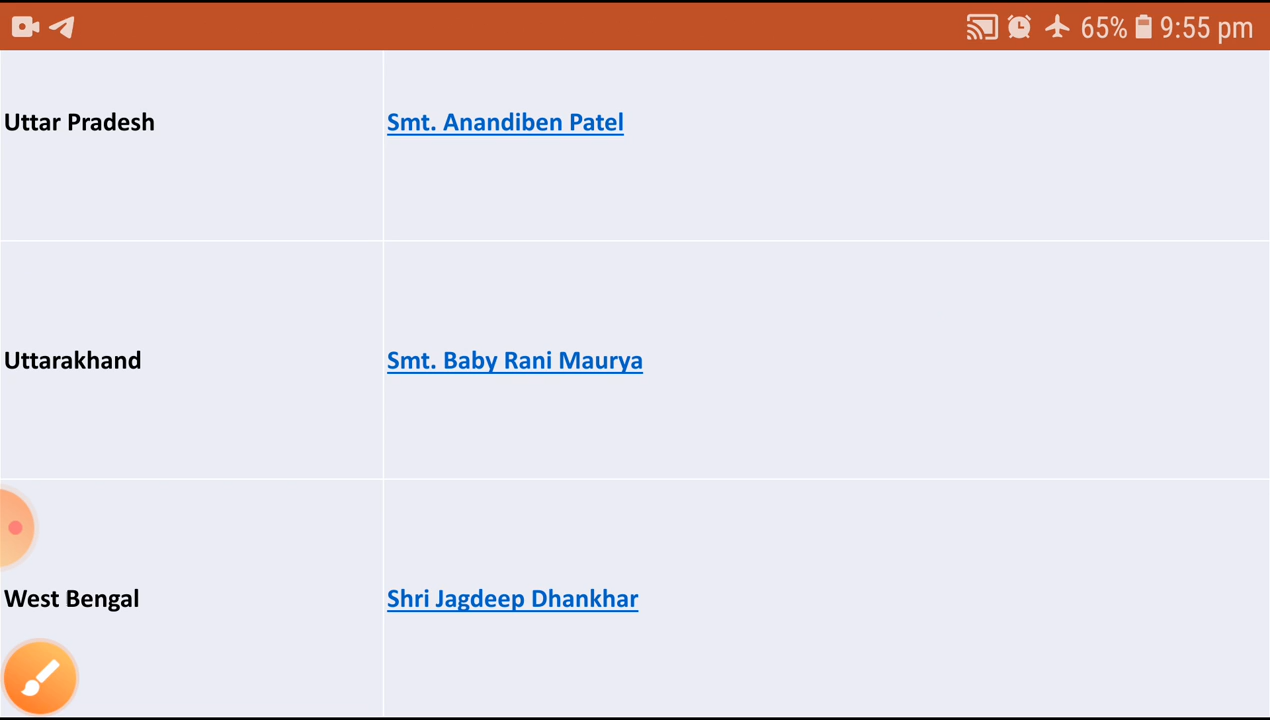 65% 9:55 pm
Uttar Pradesh Smt. Anandiben Patel
Uttarakhand Smt. Baby Rani Maurya
West Bengal Shri Jagdeep Dhankhar